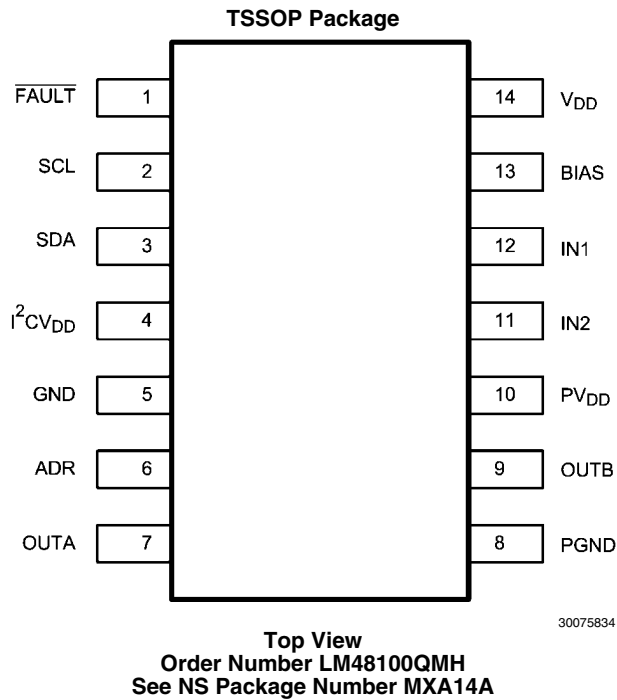 TSSOP Package
FAULT 1 14 VDD
SCL 2 13 BIAS
SDA 3 12 IN1
I²CVDD 4 11 IN2
GND 5 10 PVDD
ADR 6 9 OUTB
OUTA 7 8 PGND
30075834
Top View
Order Number LM48100QMH
See NS Package Number MXA14A